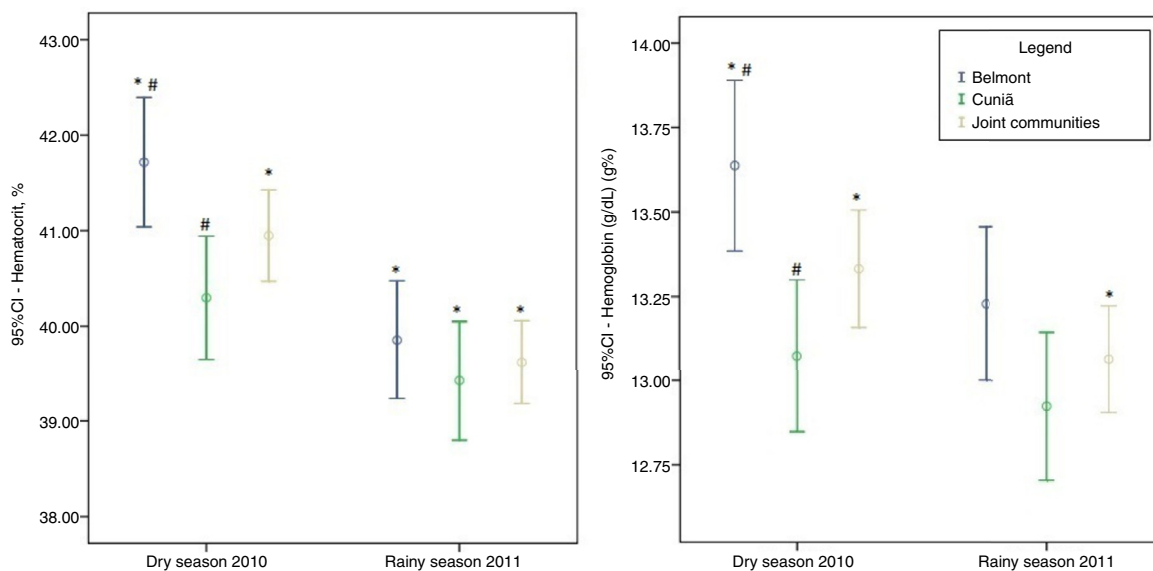 43.00
42.00
41.00
40.00
39.00
38.00
95%CI - Hematocrit, %
* #
#
*
*
*
*
Dry season 2010
Rainy season 2011
14.00
13.75
13.50
13.25
13.00
12.75
95%CI - Hemoglobin (g/dL) (g%)
* #
#
*
*
Dry season 2010
Rainy season 2011
Legend
Belmont
Cuniã
Joint communities